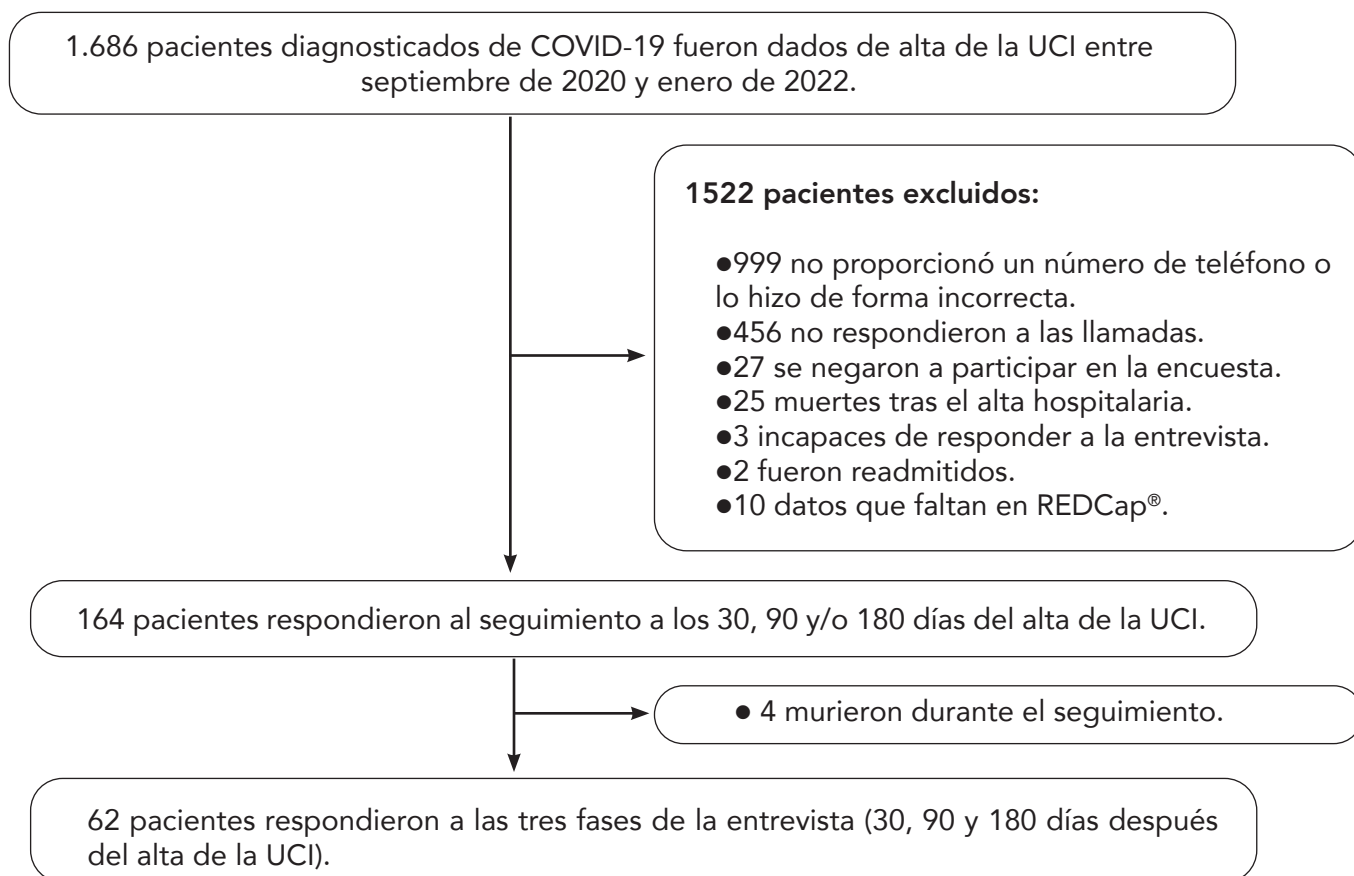 1.686 pacientes diagnosticados de COVID-19 fueron dados de alta de la UCI entre
septiembre de 2020 y enero de 2022.
1522 pacientes excluidos:
●999 no proporcionó un número de teléfono o
lo hizo de forma incorrecta.
●456 no respondieron a las llamadas.
●27 se negaron a participar en la encuesta.
●25 muertes tras el alta hospitalaria.
●3 incapaces de responder a la entrevista.
●2 fueron readmitidos.
●10 datos que faltan en REDCap®.
164 pacientes respondieron al seguimiento a los 30, 90 y/o 180 días del alta de la UCI.
● 4 murieron durante el seguimiento.
62 pacientes respondieron a las tres fases de la entrevista (30, 90 y 180 días después
del alta de la UCI).